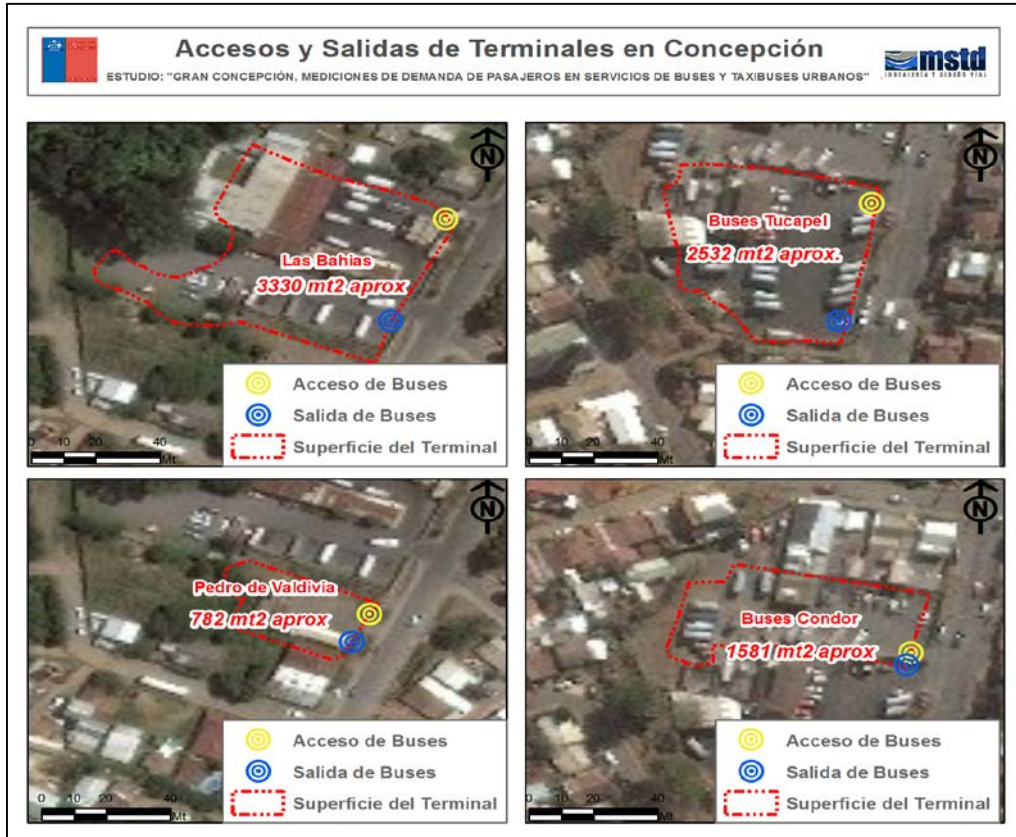 Accesos y Salidas de Terminales en Concepción
ESTUDIO: "GRAN CONCEPCIÓN, MEDICIONES DE DEMANDA DE PASAJEROS EN SERVICIOS DE BUSES Y TAXIBUSES URBANOS"
mstd
INGENIERÍA Y DISEÑO VIAL
N
Las Bahias
3330 mt2 aprox
Acceso de Buses
Salida de Buses
Superficie del Terminal
0 10 20 40
Mt
N
Buses Tucapel
2532 mt2 aprox.
Acceso de Buses
Salida de Buses
Superficie del Terminal
0 10 20 40
Mt
N
Pedro de Valdivia
782 mt2 aprox
Acceso de Buses
Salida de Buses
Superficie del Terminal
0 10 20 40
Mt
N
Buses Condor
1581 mt2 aprox
Acceso de Buses
Salida de Buses
Superficie del Terminal
0 10 20 40
Mt